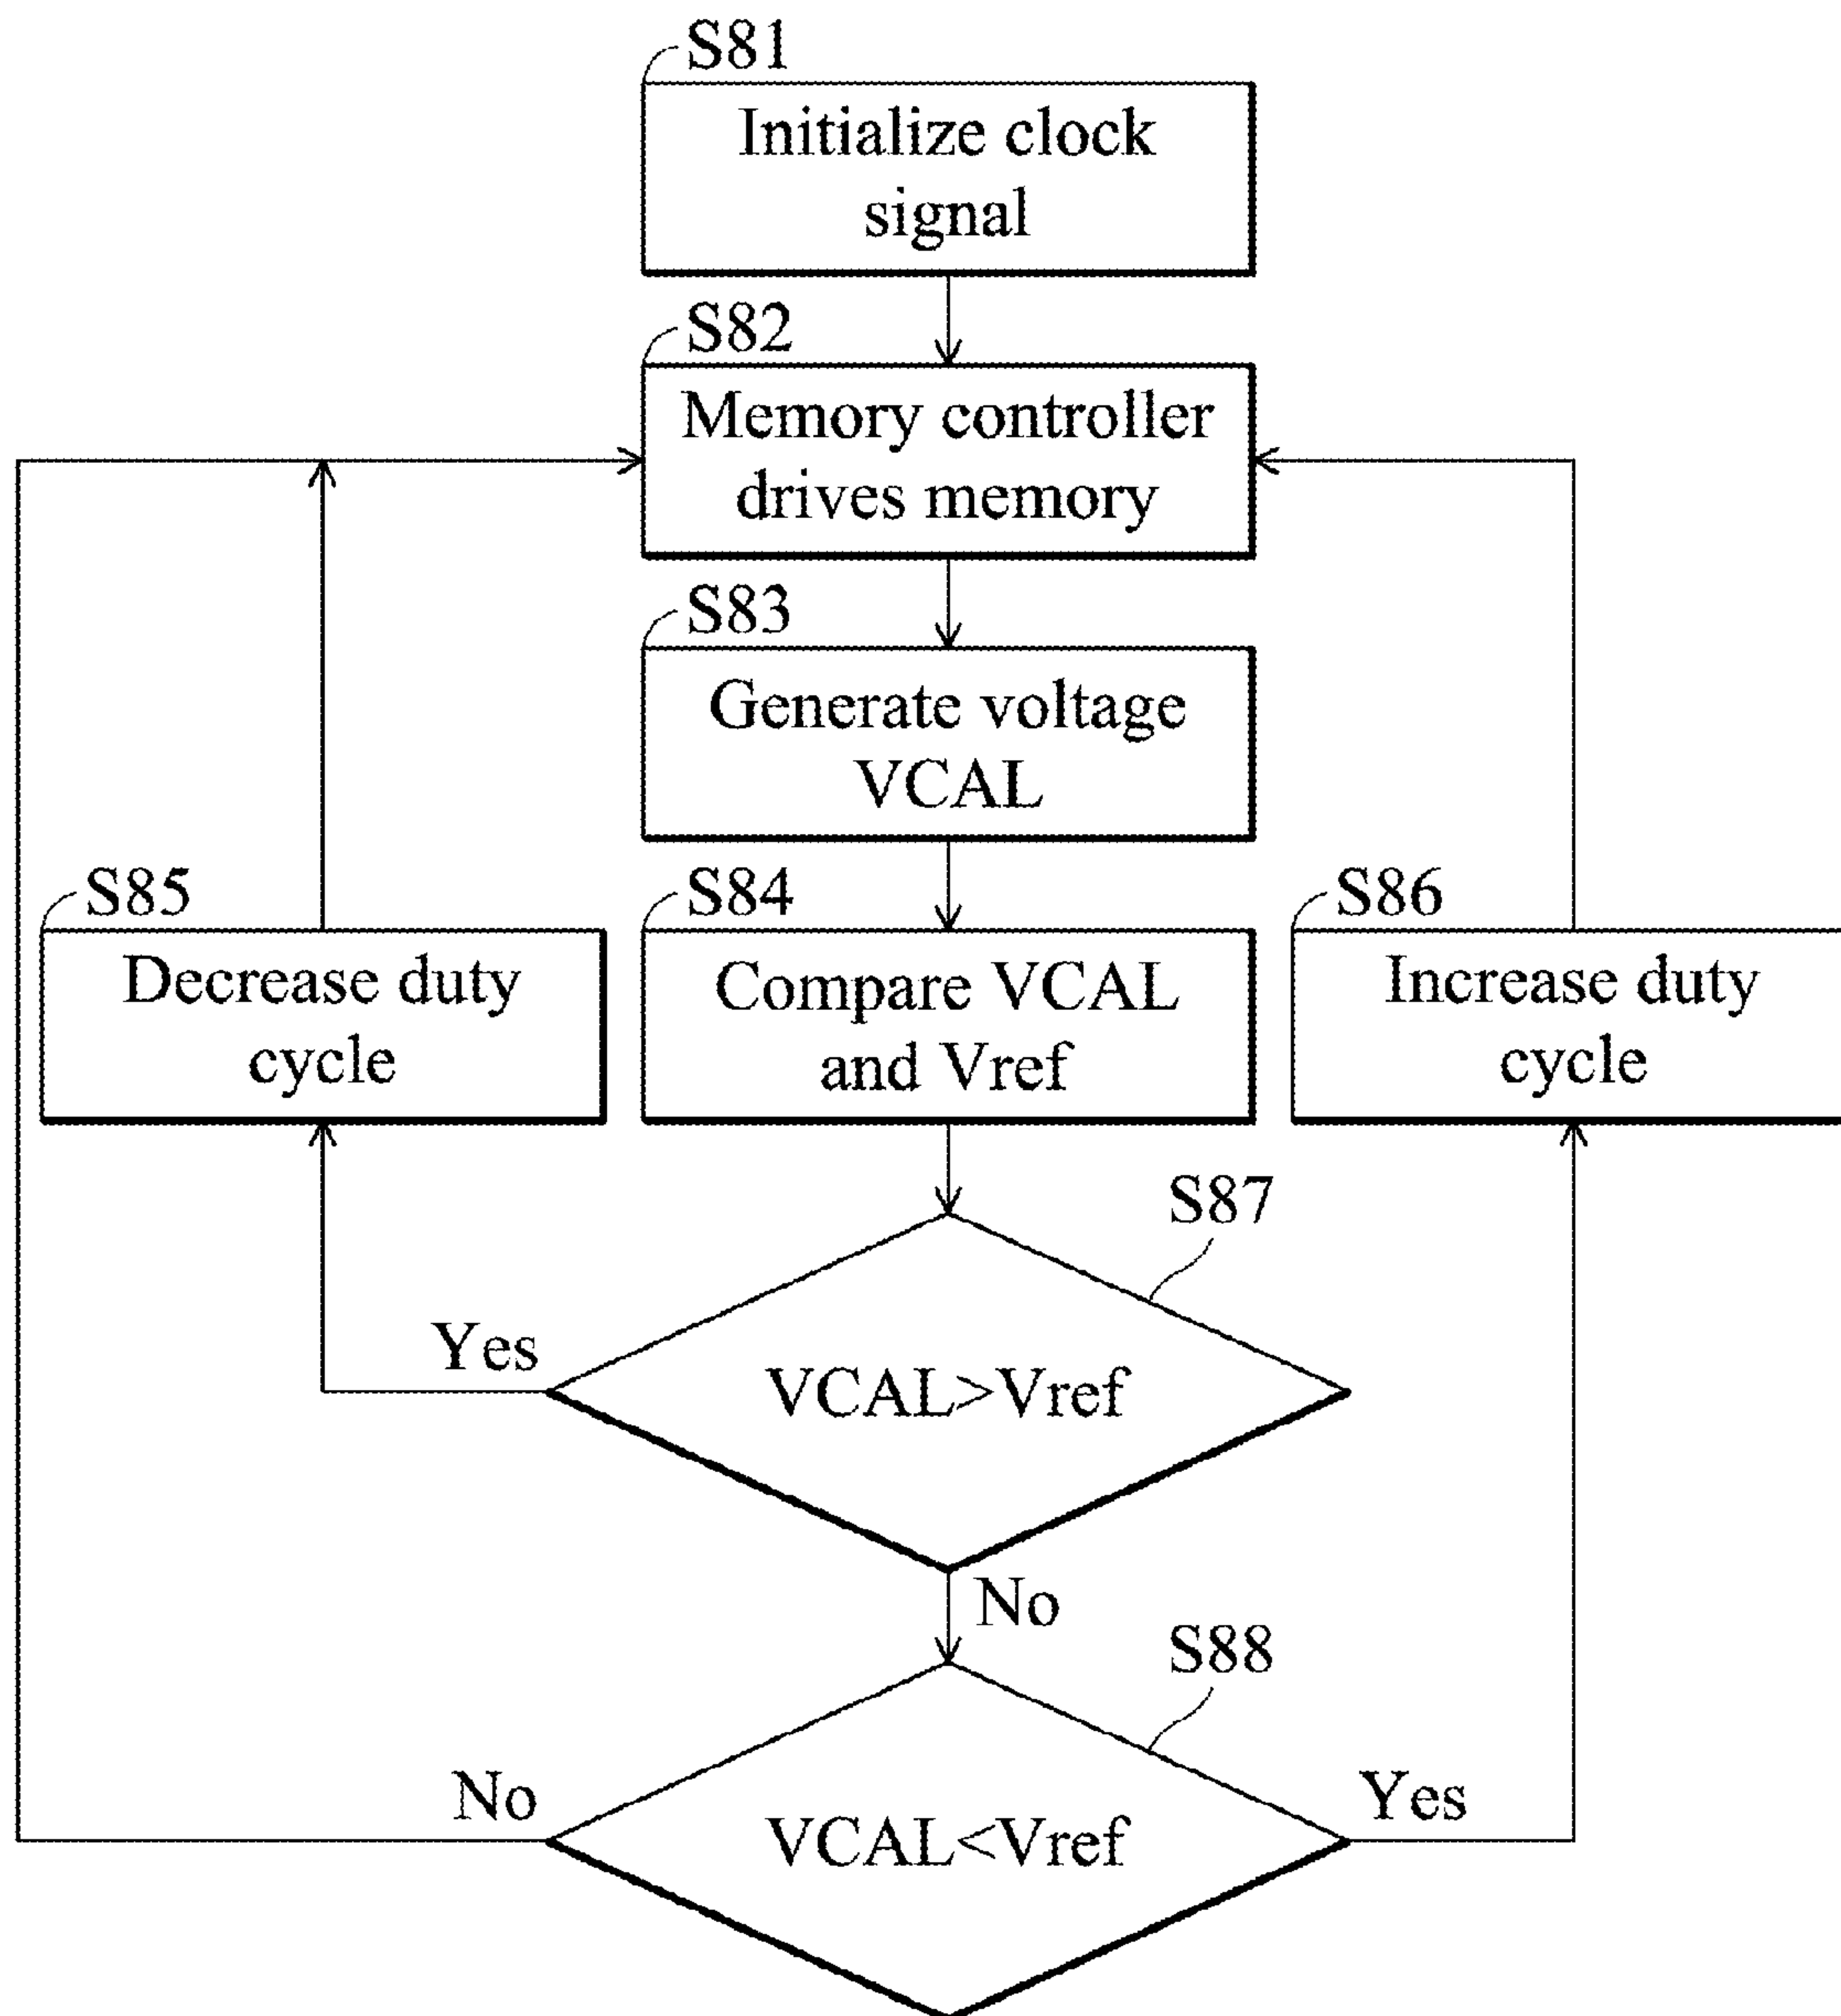 S81
Initialize clock
signal
S82
Memory controller
drives memory
S83
Generate voltage
VCAL
S85
Decrease duty
cycle
S84
Compare VCAL
and Vref
S86
Increase duty
cycle
S87
Yes
VCAL>Vref
No
S88
No
VCAL<Vref
Yes